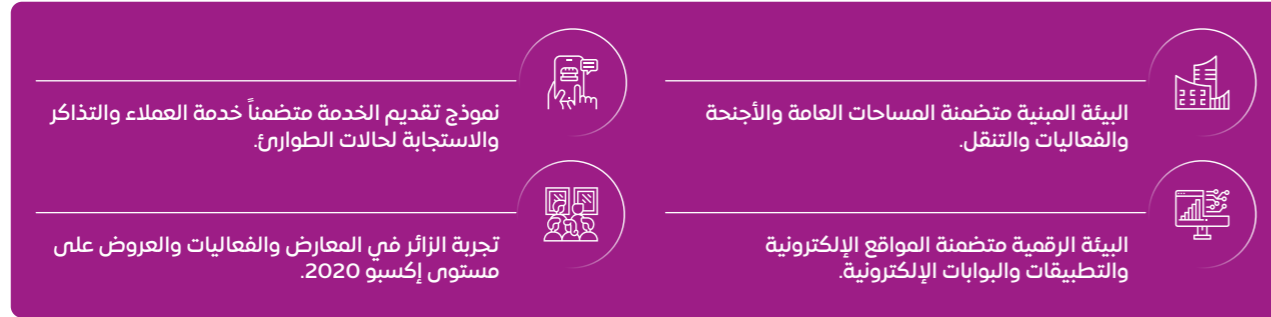 البيئة المبنية متضمنة المساحات العامة والأجنحة
والفعاليات والتنقل.
نموذج تقديم الخدمة متضمناً خدمة العملاء والتذاكر
والاستجابة لحالات الطوارئ.
البيئة الرقمية متضمنة المواقع الإلكترونية
والتطبيقات والبوابات الإلكترونية.
تجربة الزائر في المعارض والفعاليات والعروض على
مستوى إكسبو 2020.